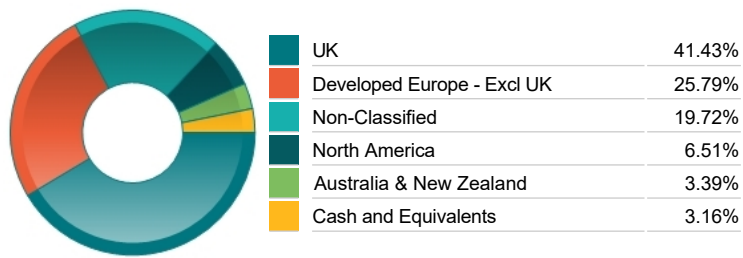 UK 41.43%
Developed Europe - Excl UK 25.79%
Non-Classified 19.72%
North America 6.51%
Australia & New Zealand 3.39%
Cash and Equivalents 3.16%